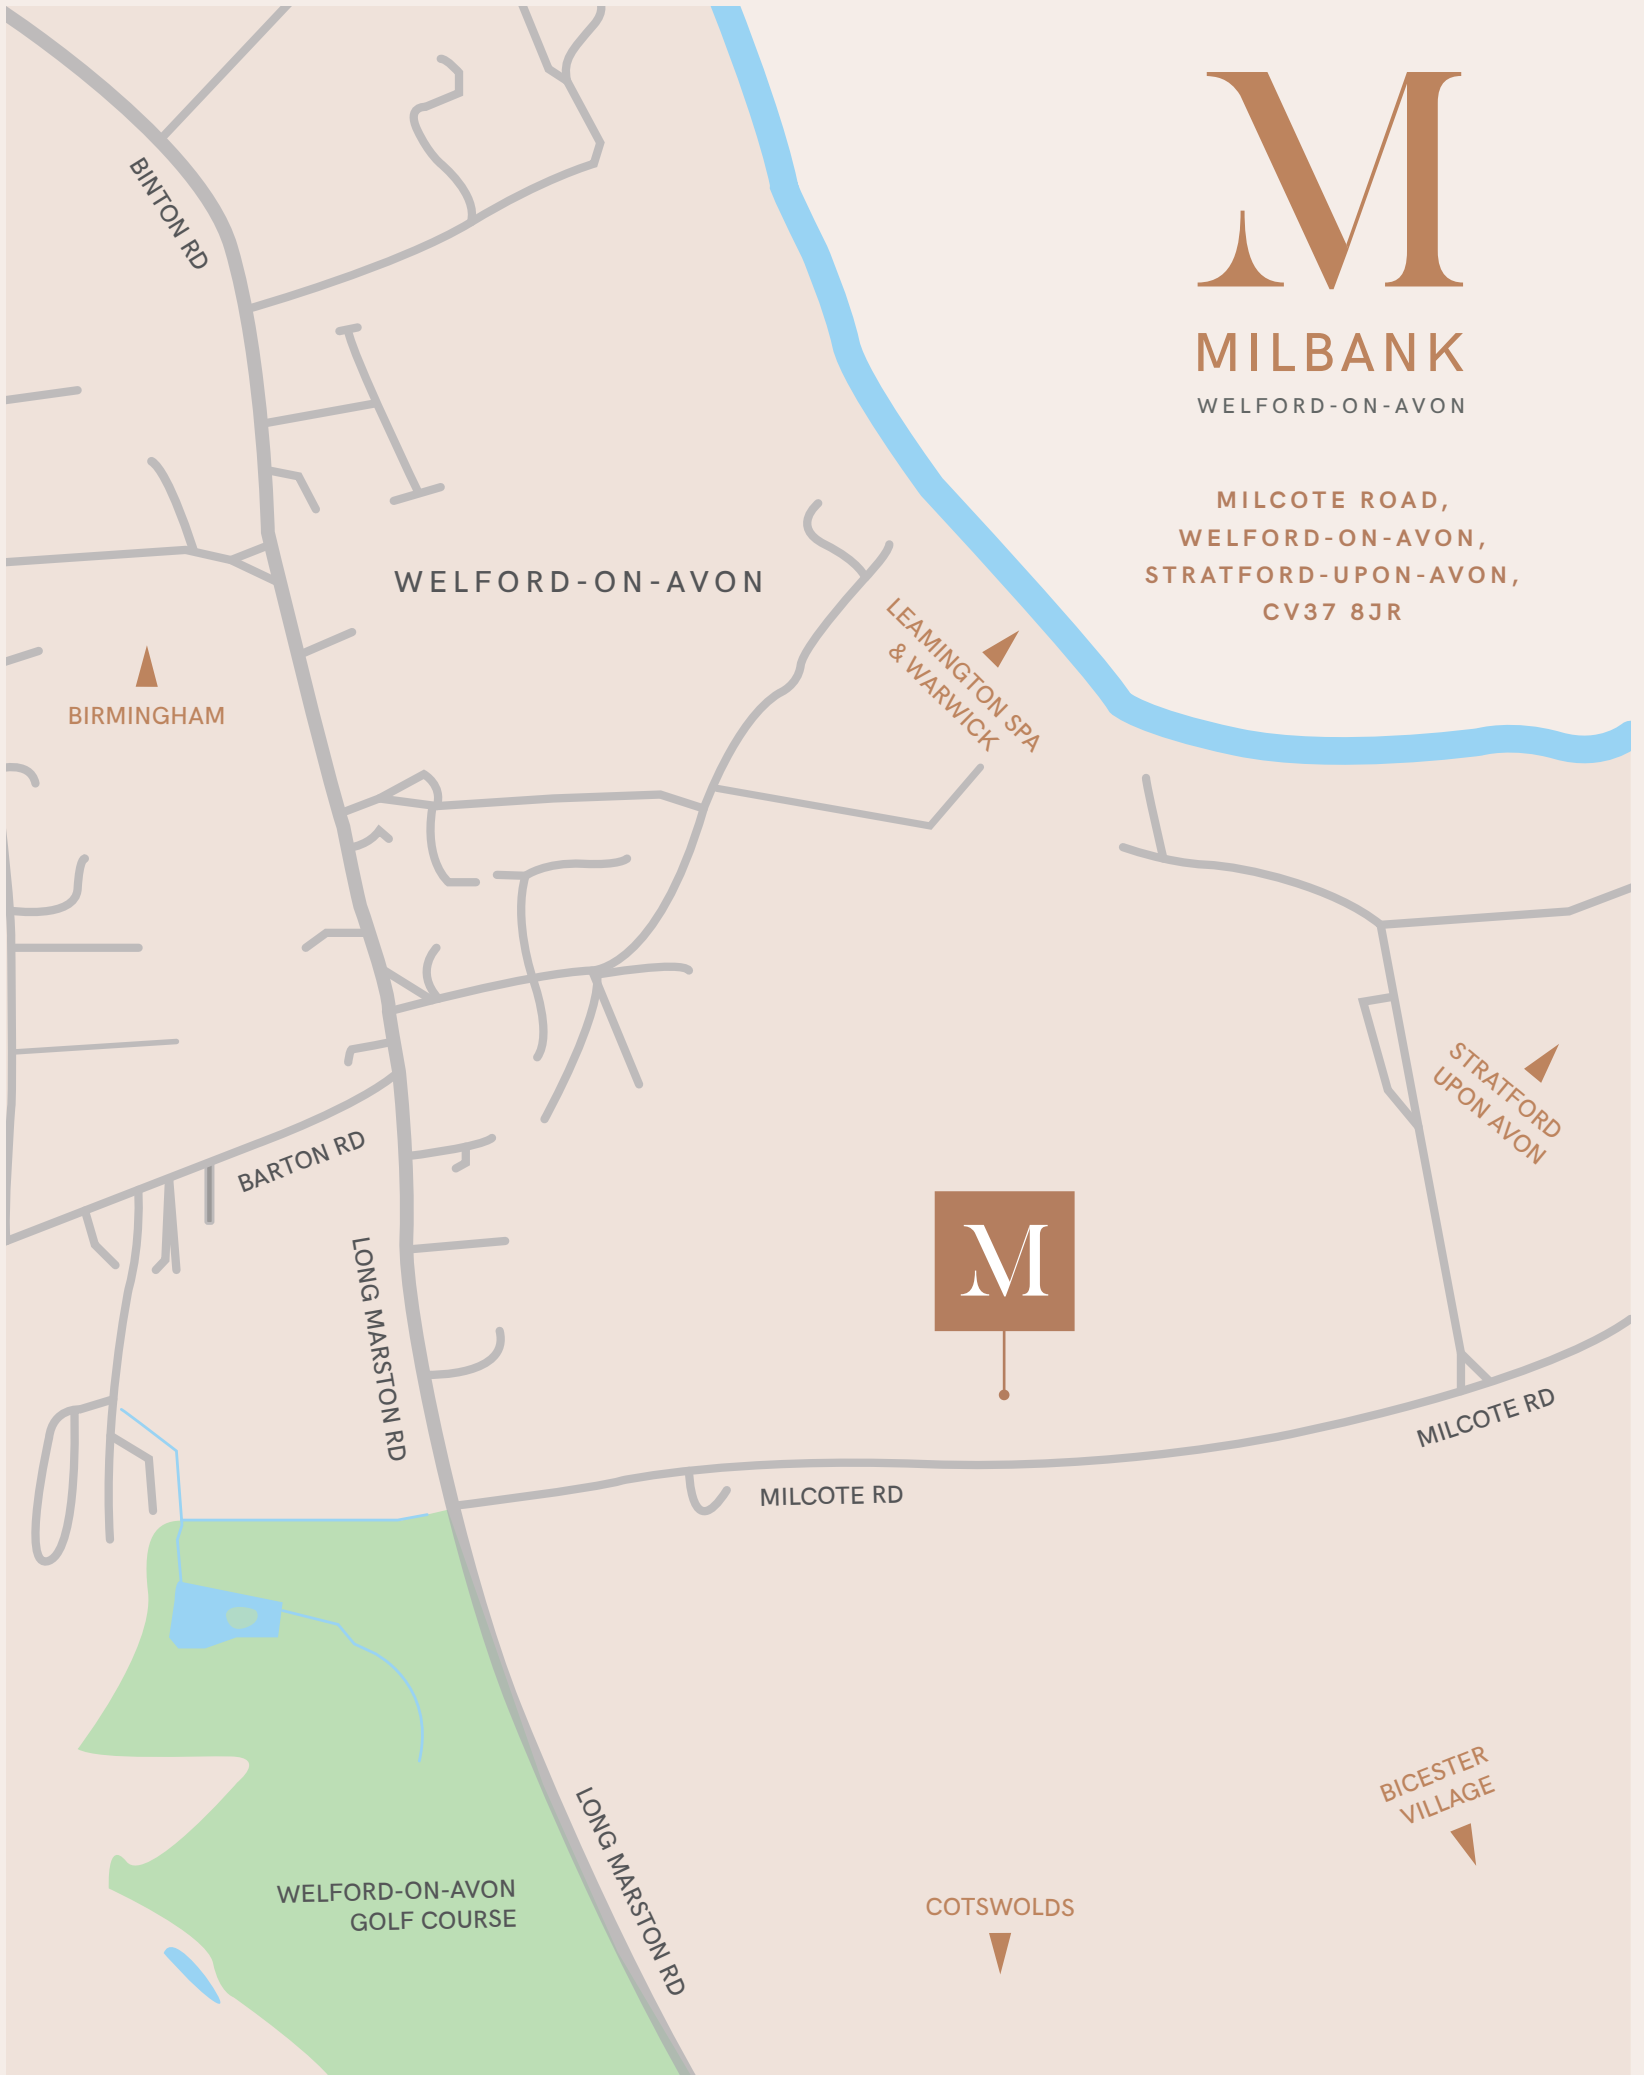 M
MILBANK
WELFORD-ON-AVON
MILCOTE ROAD,
WELFORD-ON-AVON,
STRATFORD-UPON-AVON,
CV37 8JR
BINTON RD
WELFORD-ON-AVON
LEAMINGTON SPA
& WARWICK
BIRMINGHAM
STRATFORD
UPON AVON
BARTON RD
LONG MARSTON RD
M
MILCOTE RD
MILCOTE RD
BICESTER
VILLAGE
LONG MARSTON RD
WELFORD-ON-AVON
GOLF COURSE
COTSWOLDS